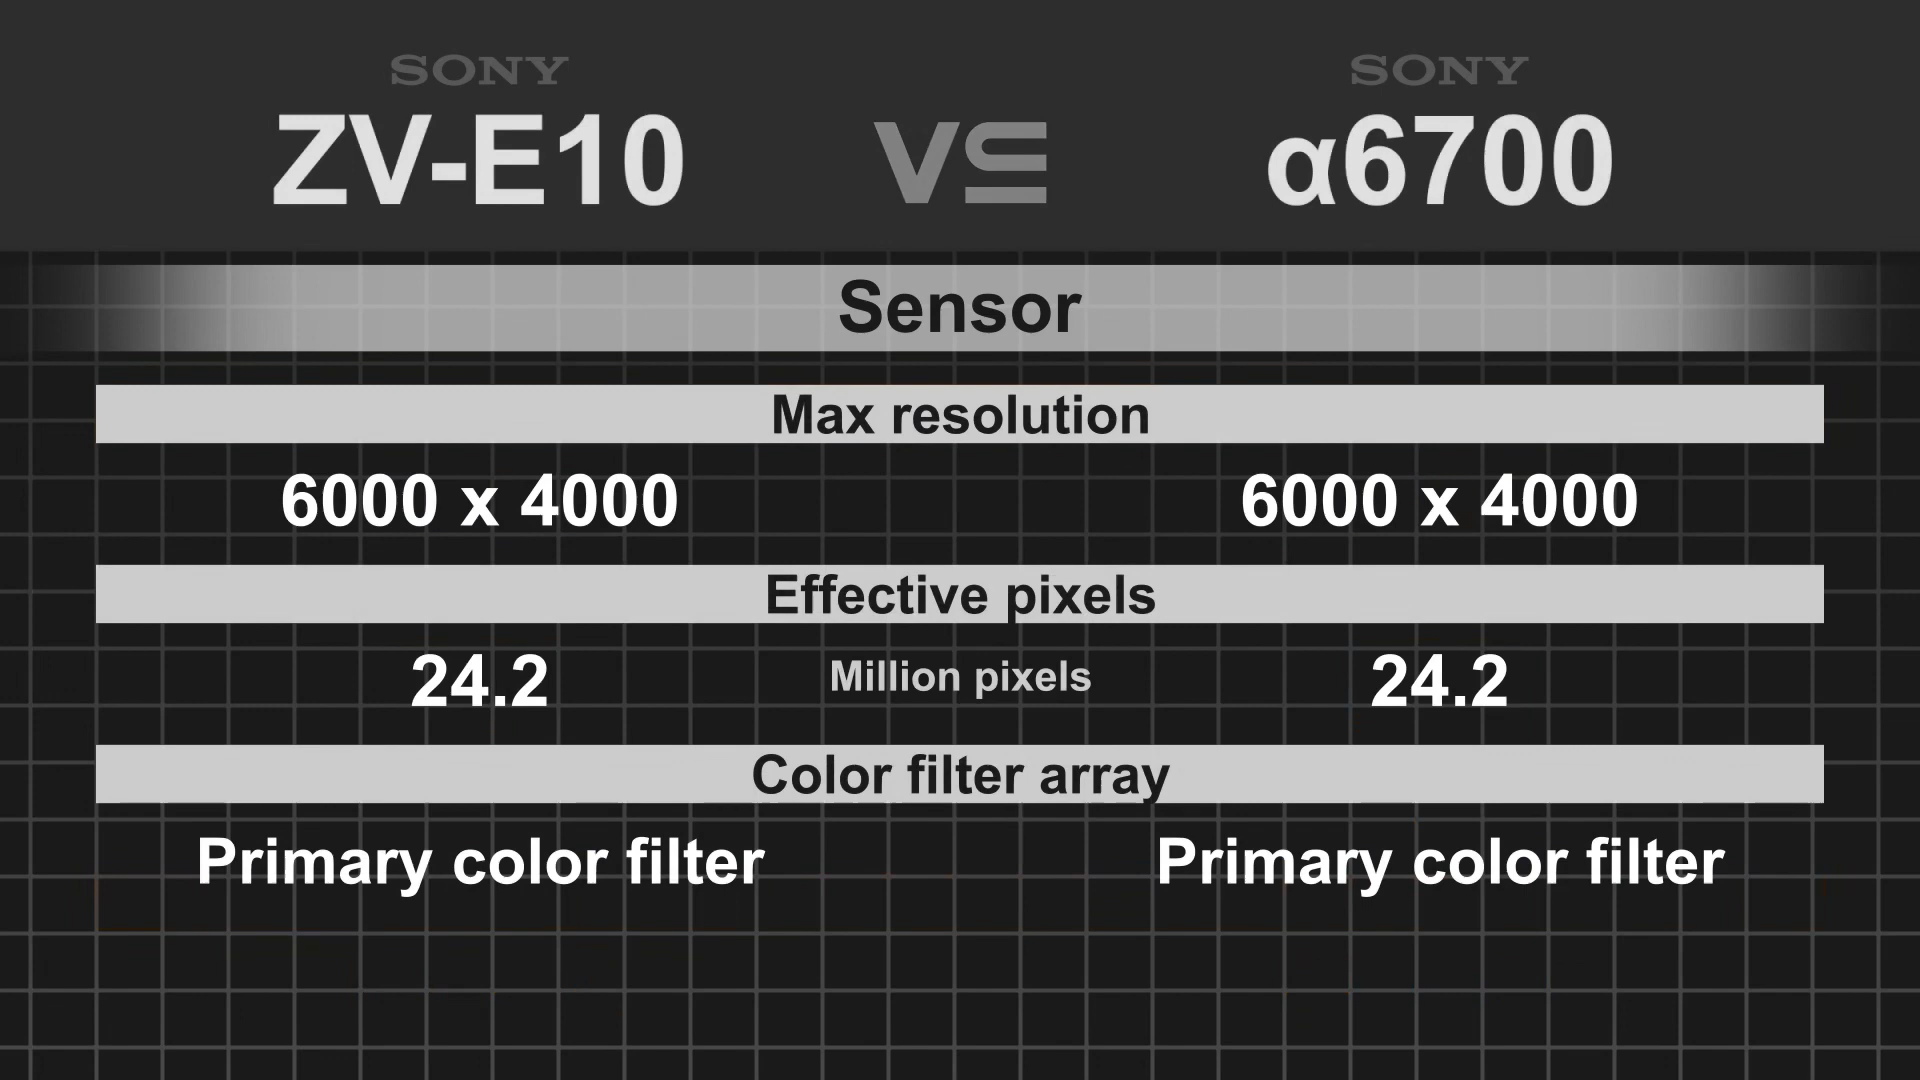 SONY SONY
ZV-E10 VS α6700
Sensor
Max resolution
6000 x 4000 6000 x 4000
Effective pixels
24.2 Million pixels 24.2
Color filter array
Primary color filter Primary color filter